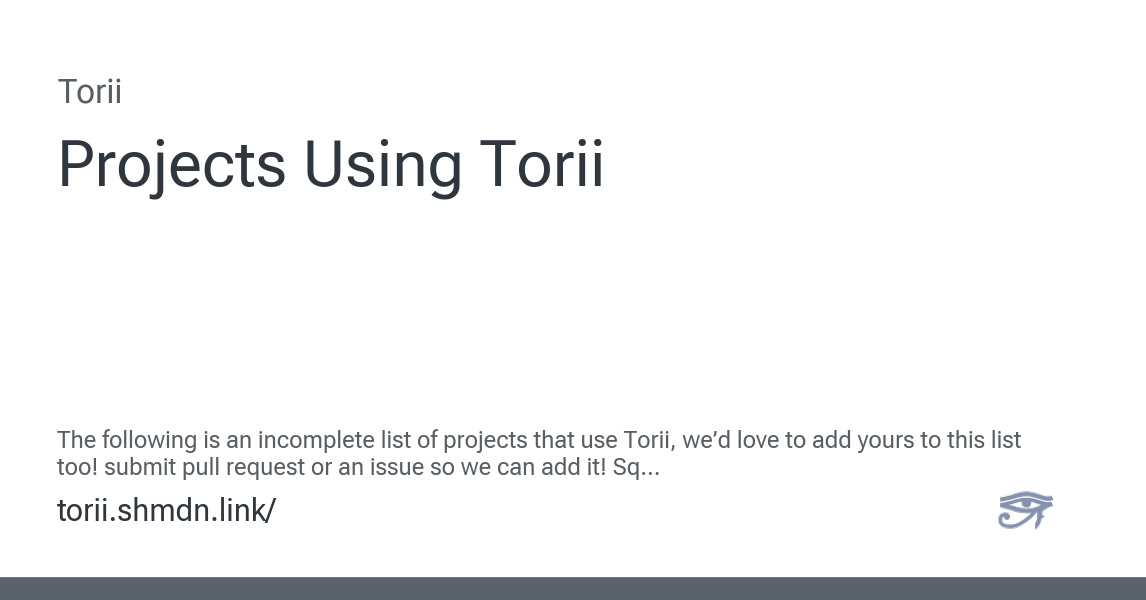 Torii
Projects Using Torii
The following is an incomplete list of projects that use Torii, we’d love to add yours to this list
too! submit pull request or an issue so we can add it! Sq...
torii.shmdn.link/